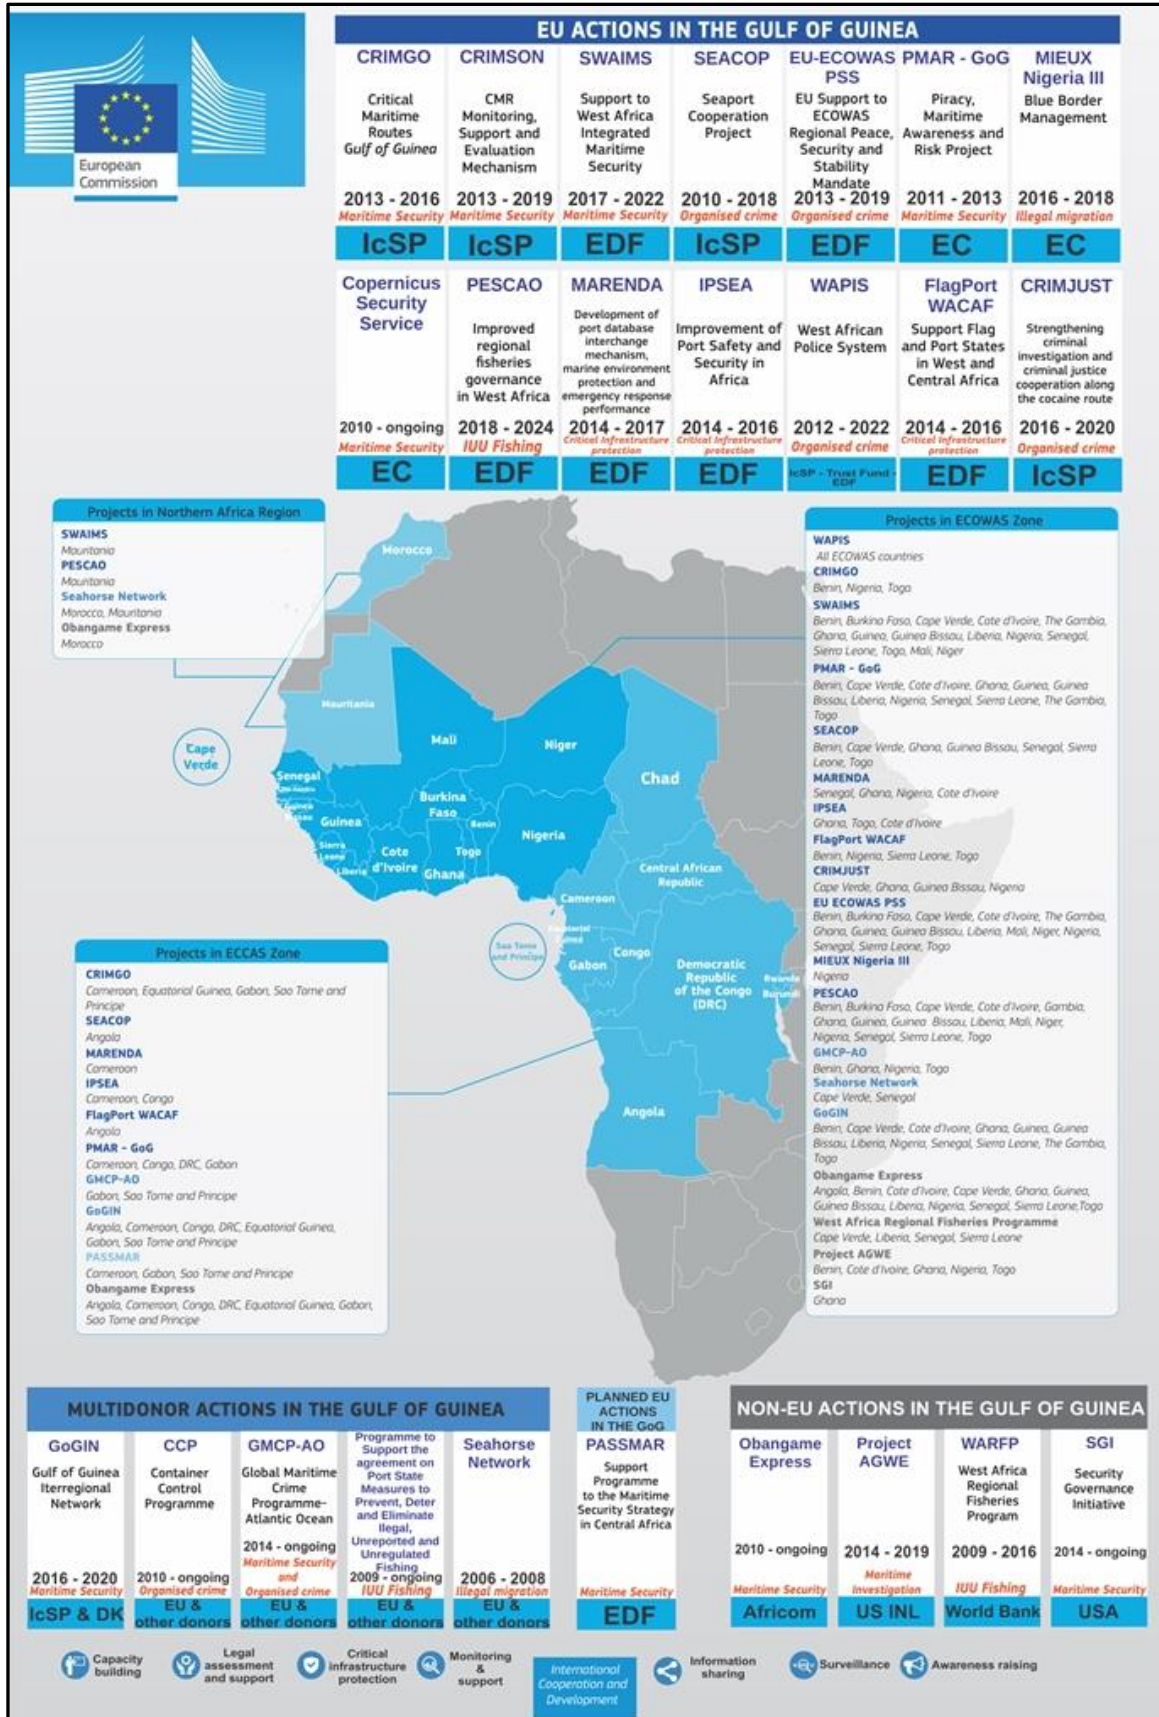 European
Commission
EU ACTIONS IN THE GULF OF GUINEA
CRIMGO
Critical
Maritime
Routes
Gulf of Guinea
2013 - 2016
Maritime Security
IcSP
CRIMSON
CMR
Monitoring,
Support and
Evaluation
Mechanism
2013 - 2019
Maritime Security
IcSP
SWAIMS
Support to
West Africa
Integrated
Maritime
Security
2017 - 2022
Maritime Security
EDF
SEACOP
Seaport
Cooperation
Project
2010 - 2018
Organised crime
IcSP
EU-ECOWAS
PSS
EU Support to
ECOWAS
Regional Peace,
Security and
Stability
Mandate
2013 - 2019
Organised crime
EDF
PMAR - GoG
Piracy,
Maritime
Awareness and
Risk Project
2011 - 2013
Maritime Security
EC
MIEUX
Nigeria III
Blue Border
Management
2016 - 2018
Illegal migration
EC
Copernicus
Security
Service
2010 - ongoing
Maritime Security
EC
PESCAO
Improved
regional
fisheries
governance
in West Africa
2018 - 2024
IUU Fishing
EDF
MARENDA
Development of
port database
interchange
mechanism,
marine environment
protection and
emergency response
performance
2014 - 2017
Critical Infrastructure
protection
EDF
IPSEA
Improvement of
Port Safety and
Security in
Africa
2014 - 2016
Critical Infrastructure
protection
EDF
WAPIS
West African
Police System
2012 - 2022
Organised crime
IcSP - Trust Fund -
EDF
FlagPort
WACAF
Support Flag
and Port States
in West and
Central Africa
2014 - 2016
Critical Infrastructure
protection
EDF
CRIMJUST
Strengthening
criminal
investigation and
criminal justice
cooperation along
the cocaine route
2016 - 2020
Organised crime
IcSP
Projects in Northern Africa Region
SWAIMS
Mauritania
PESCAO
Mauritania
Seahorse Network
Morocco, Mauritania
Obangame Express
Morocco
Projects in ECOWAS Zone
WAPIS
All ECOWAS countries
CRIMGO
Benin, Nigeria, Togo
SWAIMS
Benin, Burkina Faso, Cape Verde, Cote d'Ivoire, The Gambia,
Ghana, Guinea, Guinea Bissau, Liberia, Nigeria, Senegal,
Sierra Leone, Togo, Mali, Niger
PMAR - GoG
Benin, Cape Verde, Cote d'Ivoire, Ghana, Guinea, Guinea
Bissau, Liberia, Nigeria, Senegal, Sierra Leone, The Gambia,
Togo
SEACOP
Benin, Cape Verde, Ghana, Guinea Bissau, Senegal, Sierra
Leone, Togo
MARENDA
Senegal, Ghana, Nigeria, Cote d'Ivoire
IPSEA
Ghana, Togo, Cote d'Ivoire
FlagPort WACAF
Benin, Nigeria, Sierra Leone, Togo
CRIMJUST
Cape Verde, Ghana, Guinea Bissau, Nigeria
EU ECOWAS PSS
Benin, Burkina Faso, Cape Verde, Cote d'Ivoire, The Gambia,
Ghana, Guinea, Guinea Bissau, Liberia, Mali, Niger, Nigeria,
Senegal, Sierra Leone, Togo
MIEUX Nigeria III
Nigeria
PESCAO
Benin, Burkina Faso, Cape Verde, Cote d'Ivoire, Gambia,
Ghana, Guinea, Guinea Bissau, Liberia, Mali, Niger,
Nigeria, Senegal, Sierra Leone, Togo
GMCP-AO
Benin, Ghana, Nigeria, Togo
Seahorse Network
Cape Verde, Senegal
GoGIN
Benin, Cape Verde, Cote d'Ivoire, Ghana, Guinea, Guinea
Bissau, Liberia, Nigeria, Senegal, Sierra Leone, The Gambia,
Togo
Obangame Express
Angola, Benin, Cote d'Ivoire, Cape Verde, Ghana, Guinea,
Guinea Bissau, Liberia, Nigeria, Senegal, Sierra Leone,Togo
West Africa Regional Fisheries Programme
Cape Verde, Liberia, Senegal, Sierra Leone
Project AGWE
Benin, Cote d'Ivoire, Ghana, Nigeria, Togo
SGI
Ghana
Morocco
Mauritania
Cape
Verde
Mali
Niger
Chad
Senegal
Guinea
Bissau
Guinea
Sierra
Leone
Liberia
Cote
d'Ivoire
Burkina
Faso
Ghana
Togo
Benin
Nigeria
Cameroon
Central African
Republic
Equatorial
Guinea
Sao Tome
and Principe
Gabon
Congo
Democratic
Republic
of the Congo
(DRC)
Rwanda
Burundi
Angola
Projects in ECCAS Zone
CRIMGO
Cameroon, Equatorial Guinea, Gabon, Sao Tome and
Principe
SEACOP
Angola
MARENDA
Cameroon
IPSEA
Cameroon, Congo
FlagPort WACAF
Angola
PMAR - GoG
Cameroon, Congo, DRC, Gabon
GMCP-AO
Gabon, Sao Tome and Principe
GoGIN
Angola, Cameroon, Congo, DRC, Equatorial Guinea,
Gabon, Sao Tome and Principe
PASSMAR
Cameroon, Gabon, Sao Tome and Principe
Obangame Express
Angola, Cameroon, Congo, DRC, Equatorial Guinea, Gabon,
Sao Tome and Principe
MULTIDONOR ACTIONS IN THE GULF OF GUINEA
GoGIN
Gulf of Guinea
Iterregional
Network
2016 - 2020
Maritime Security
IcSP & DK
CCP
Container
Control
Programme
2010 - ongoing
Organised crime
EU &
other donors
GMCP-AO
Global Maritime
Crime
Programme-
Atlantic Ocean
2014 - ongoing
Maritime Security
and
Organised crime
EU &
other donors
Programme to
Support the
agreement on
Port State
Measures to
Prevent, Deter
and Eliminate
Ilegal,
Unreported and
Unregulated
Fishing
2009 - ongoing
IUU Fishing
EU &
other donors
Seahorse
Network
2006 - 2008
Illegal migration
EU &
other donors
PLANNED EU
ACTIONS
IN THE GoG
PASSMAR
Support
Programme
to the Maritime
Security Strategy
in Central Africa
Maritime Security
EDF
NON-EU ACTIONS IN THE GULF OF GUINEA
Obangame
Express
2010 - ongoing
Maritime Security
Africom
Project
AGWE
2014 - 2019
Maritime
Investigation
US INL
WARFP
West Africa
Regional
Fisheries
Program
2009 - 2016
IUU Fishing
World Bank
SGI
Security
Governance
Initiative
2014 - ongoing
Maritime Security
USA
Capacity
building
Legal
assessment
and support
Critical
infrastructure
protection
Monitoring
&
support
International
Cooperation and
Development
Information
sharing
Surveillance
Awareness raising